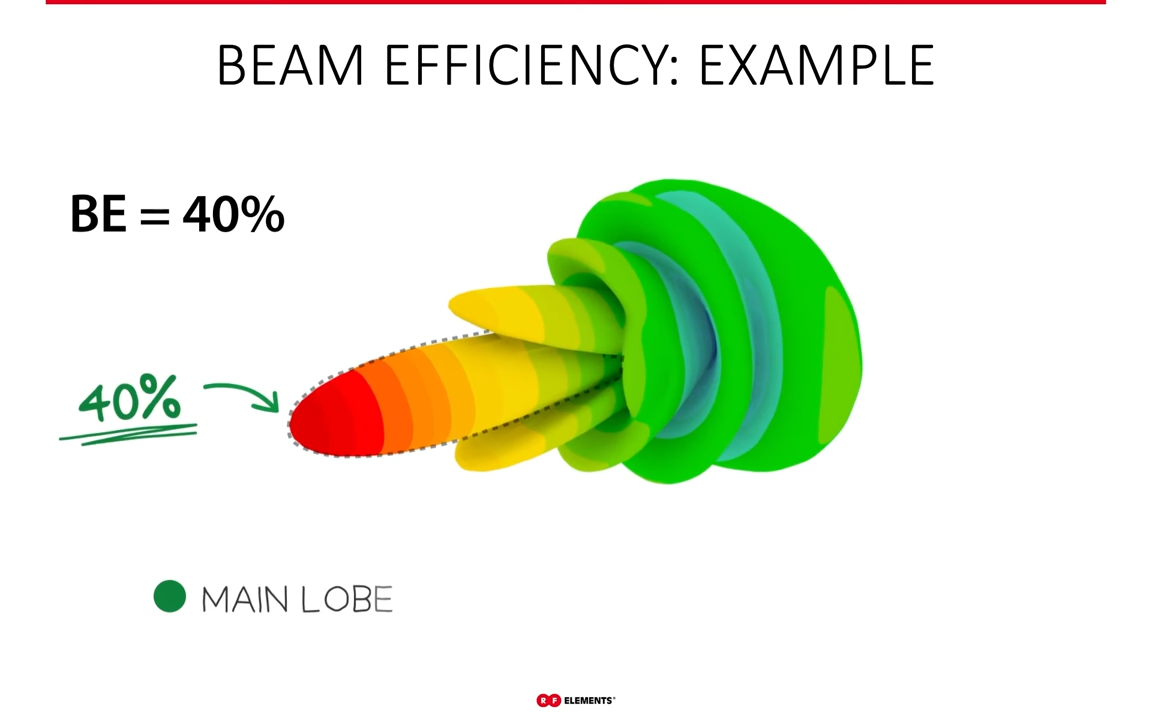 BEAM EFFICIENCY: EXAMPLE
BE = 40%
40%
MAIN LOBE
RF ELEMENTS®